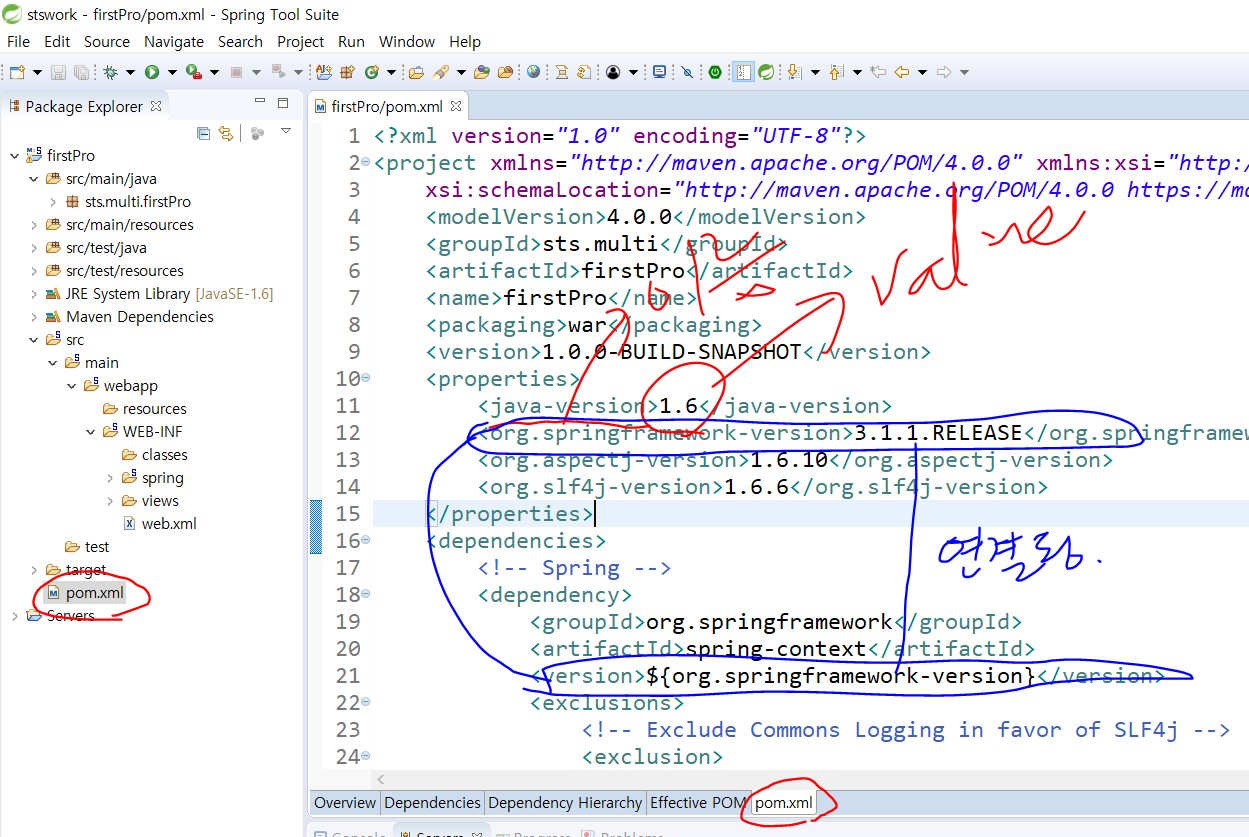 stswork - firstPro/pom.xml - Spring Tool Suite
File Edit Source Navigate Search Project Run Window Help
Package Explorer
firstPro
src/main/java
sts.multi.firstPro
src/main/resources
src/test/java
src/test/resources
JRE System Library [JavaSE-1.6]
Maven Dependencies
src
main
webapp
resources
WEB-INF
classes
spring
views
web.xml
test
target
pom.xml
Servers
firstPro/pom.xml
1 <?xml version="1.0" encoding="UTF-8"?>
2 <project xmlns="http://maven.apache.org/POM/4.0.0" xmlns:xsi="http:/
3 xsi:schemaLocation="http://maven.apache.org/POM/4.0.0 https://ma
4 <modelVersion>4.0.0</modelVersion>
5 <groupId>sts.multi</groupId>
6 <artifactId>firstPro</artifactId>
7 <name>firstPro</name>
8 <packaging>war</packaging>
9 <version>1.0.0-BUILD-SNAPSHOT</version>
10 <properties>
11 <java-version>1.6</java-version>
12 <org.springframework-version>3.1.1.RELEASE</org.springframew
13 <org.aspectj-version>1.6.10</org.aspectj-version>
14 <org.slf4j-version>1.6.6</org.slf4j-version>
15 </properties>
16 <dependencies>
17 <!-- Spring -->
18 <dependency>
19 <groupId>org.springframework</groupId>
20 <artifactId>spring-context</artifactId>
21 <version>${org.springframework-version}</version>
22 <exclusions>
23 <!-- Exclude Commons Logging in favor of SLF4j -->
24 <exclusion>
value
연결됨.
Overview Dependencies Dependency Hierarchy Effective POM pom.xml
Console Servers Progress Problems